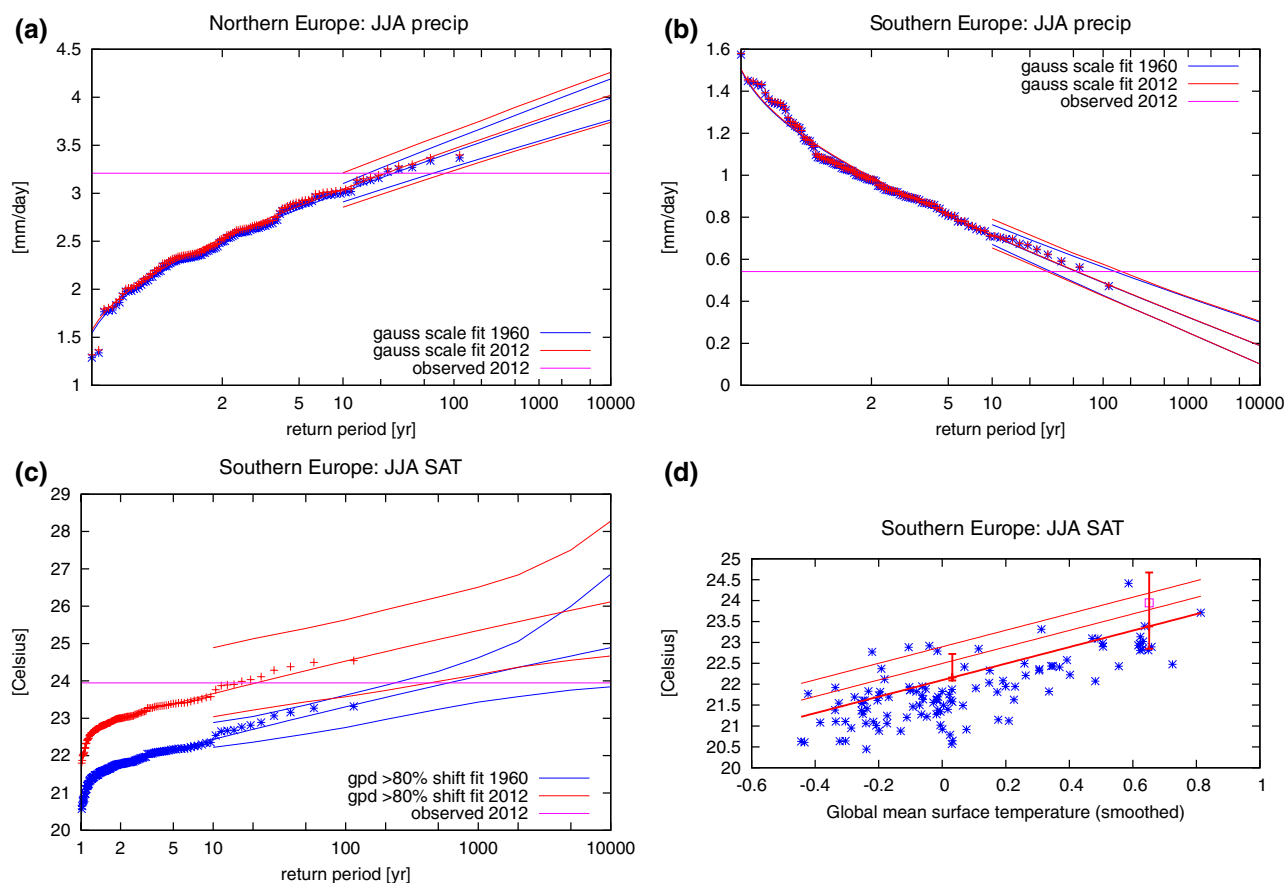 (a)
Northern Europe: JJA precip
4.5
4
3.5
3
2.5
2
1.5
1
[mm/day]
gauss scale fit 1960
gauss scale fit 2012
observed 2012
2 5 10 100 1000 10000
return period [yr]
(b)
Southern Europe: JJA precip
1.6
1.4
1.2
1
0.8
0.6
0.4
0.2
0
[mm/day]
gauss scale fit 1960
gauss scale fit 2012
observed 2012
2 5 10 100 1000 10000
return period [yr]
(c)
Southern Europe: JJA SAT
29
28
27
26
25
24
23
22
21
20
[Celsius]
gpd >80% shift fit 1960
gpd >80% shift fit 2012
observed 2012
1 2 5 10 100 1000 10000
return period [yr]
(d)
Southern Europe: JJA SAT
25
24.5
24
23.5
23
22.5
22
21.5
21
20.5
20
[Celsius]
-0.6 -0.4 -0.2 0 0.2 0.4 0.6 0.8 1
Global mean surface temperature (smoothed)